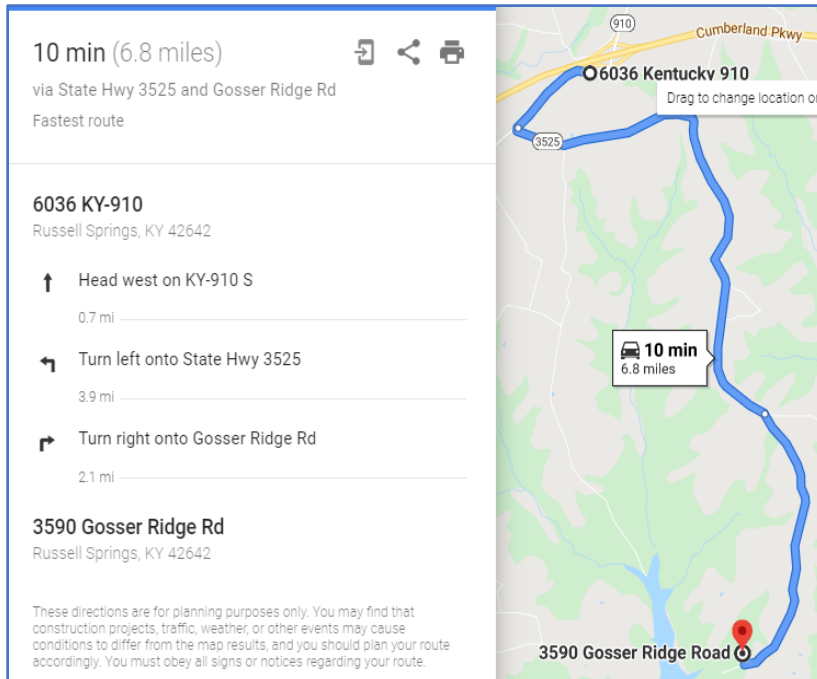 10 min (6.8 miles)
via State Hwy 3525 and Gosser Ridge Rd
Fastest route
6036 KY-910
Russell Springs, KY 42642
Head west on KY-910 S
0.7 mi
Turn left onto State Hwy 3525
3.9 mi
Turn right onto Gosser Ridge Rd
2.1 mi
3590 Gosser Ridge Rd
Russell Springs, KY 42642
These directions are for planning purposes only. You may find that
construction projects, traffic, weather, or other events may cause
conditions to differ from the map results, and you should plan your route
accordingly. You must obey all signs or notices regarding your route.
910
Cumberland Pkwy
6036 Kentucky 910
Drag to change location or
3525
10 min
6.8 miles
3590 Gosser Ridge Road